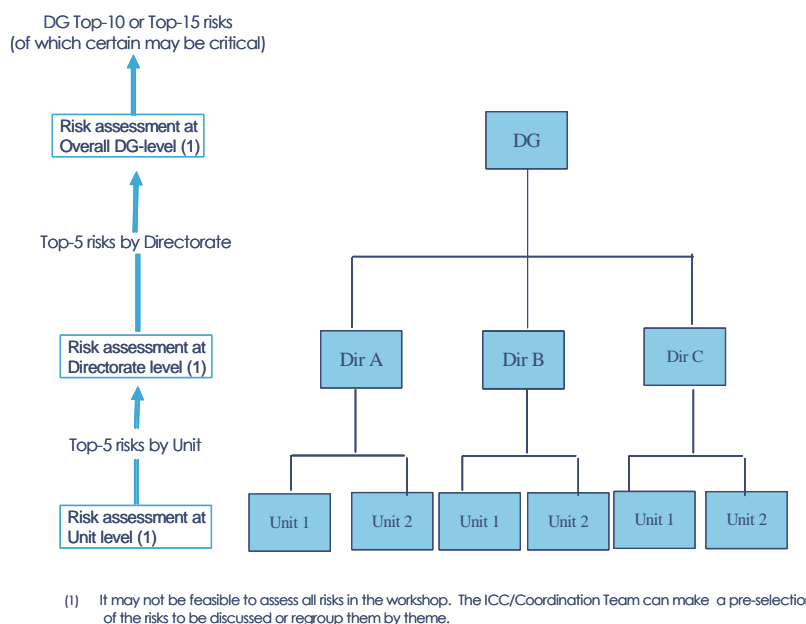 DG Top-10 or Top-15 risks
(of which certain may be critical)
Risk assessment at
Overall DG-level (1)
DG
Top-5 risks by Directorate
Risk assessment at
Directorate level (1)
Dir A
Dir B
Dir C
Top-5 risks by Unit
Risk assessment at
Unit level (1)
Unit 1
Unit 2
Unit 1
Unit 2
Unit 1
Unit 2
(1) It may not be feasible to assess all risks in the workshop. The ICC/Coordination Team can make a pre-selection
of the risks to be discussed or regroup them by theme.